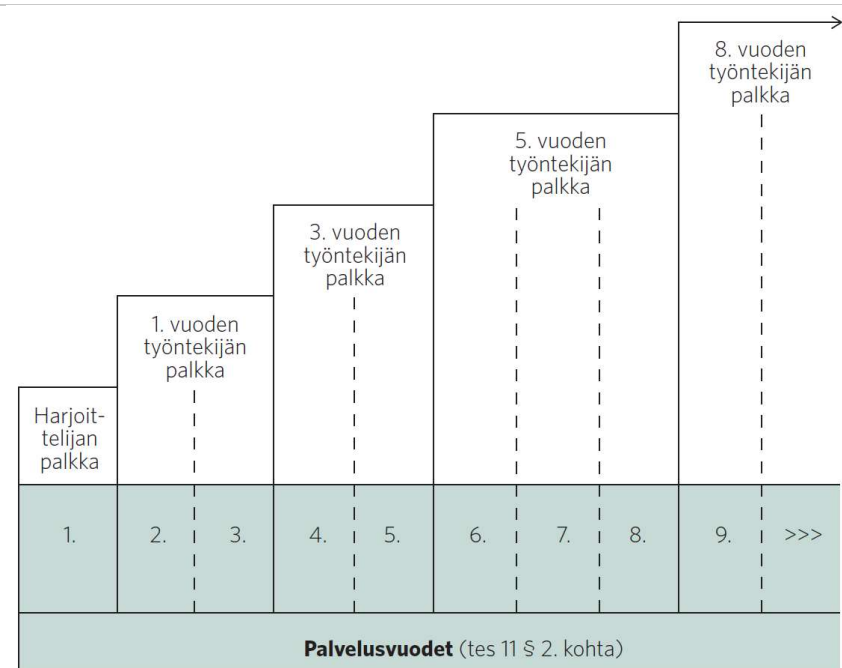 8. vuoden
työntekijän
palkka
5. vuoden
työntekijän
palkka
3. vuoden
työntekijän
palkka
1. vuoden
työntekijän
palkka
Harjoit-
telijan
palkka
1. 2. 3. 4. 5. 6. 7. 8. 9. >>>
Palvelusvuodet (tes 11 § 2. kohta)